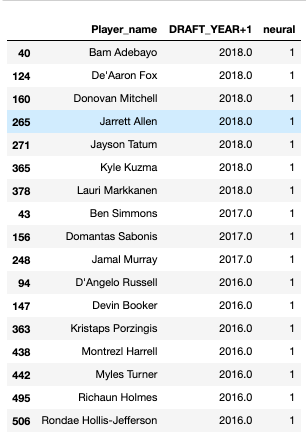 Player_name DRAFT_YEAR+1 neural
40 Bam Adebayo 2018.0 1
124 De'Aaron Fox 2018.0 1
160 Donovan Mitchell 2018.0 1
265 Jarrett Allen 2018.0 1
271 Jayson Tatum 2018.0 1
365 Kyle Kuzma 2018.0 1
378 Lauri Markkanen 2018.0 1
43 Ben Simmons 2017.0 1
156 Domantas Sabonis 2017.0 1
248 Jamal Murray 2017.0 1
94 D'Angelo Russell 2016.0 1
147 Devin Booker 2016.0 1
363 Kristaps Porzingis 2016.0 1
438 Montrezl Harrell 2016.0 1
442 Myles Turner 2016.0 1
495 Richaun Holmes 2016.0 1
506 Rondae Hollis-Jefferson 2016.0 1